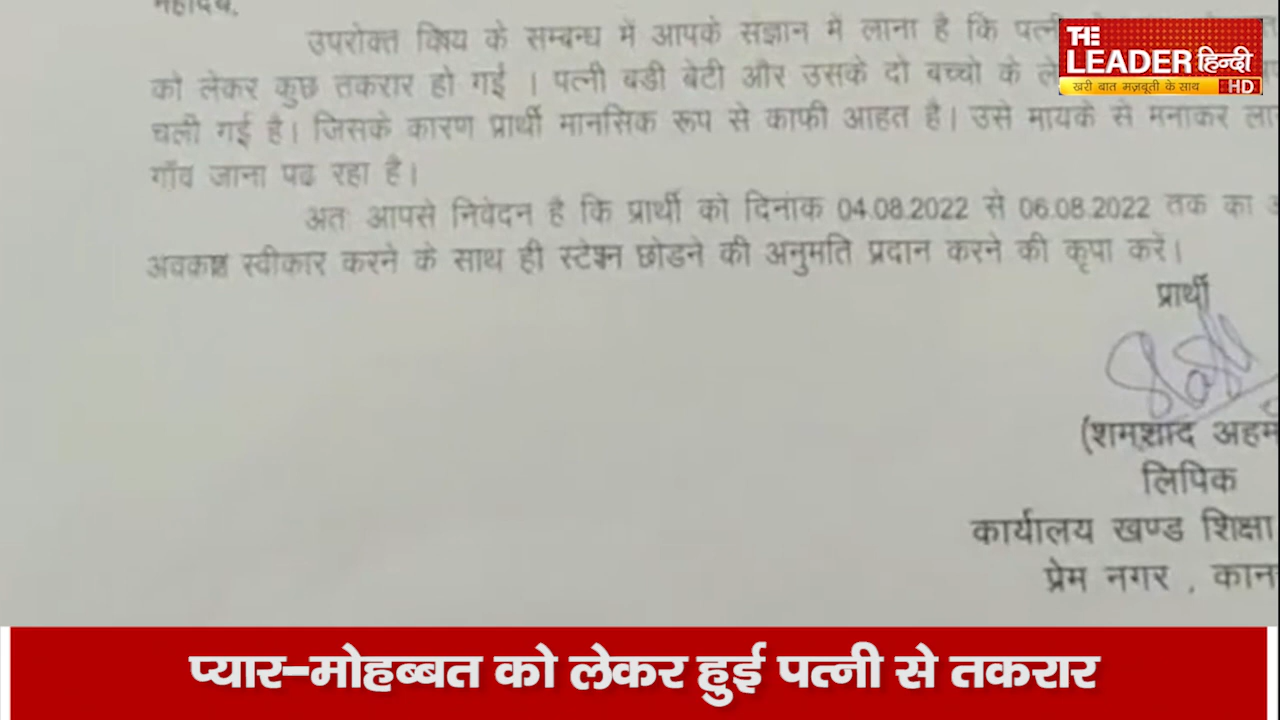 महोदय,
उपरोक्त विषय के सम्बन्ध में आपके संज्ञान में लाना है कि पत्नी
को लेकर कुछ तकरार हो गई । पत्नी बडी बेटी और उसके दो बच्चो के
चली गई है। जिसके कारण प्रार्थी मानसिक रूप से काफी आहत है। उसे मायके से मनाकर
गॉव जाना पढ रहा है।
अत आपसे निवेदन है कि प्रार्थी को दिनांक 04.08.2022 से 06.08.2022 तक का
अवकाश स्वीकार करने के साथ ही स्टेशन छोडने की अनुमति प्रदान करने की कृपा करें।
प्रार्थी
(शमशाद
लिपिक
कार्यालय खण्ड शिक्षा
प्रेम नगर ,
THE
LEADER हिन्दी
खरी बात मज़बूती के साथ HD
प्यार-मोहब्बत को लेकर हुई पत्नी से तकरार